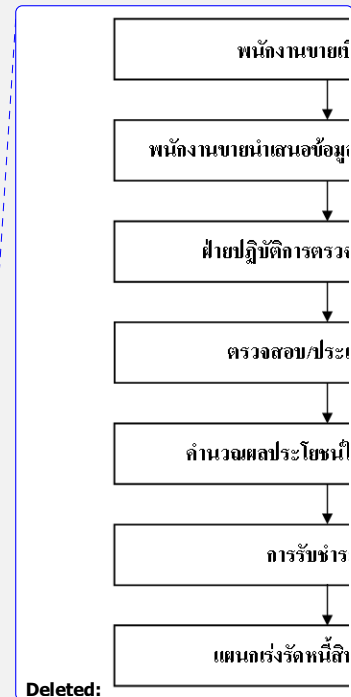 พนักงานขาย
พนักงานขายนำเสนอข้อมูล
ฝ่ายปฏิบัติการตรวจ
ตรวจสอบ/ประเ
คำนวณผลประโยชน์
การรับชำร
แผนกเร่งรัดหนี้สิ
Deleted: